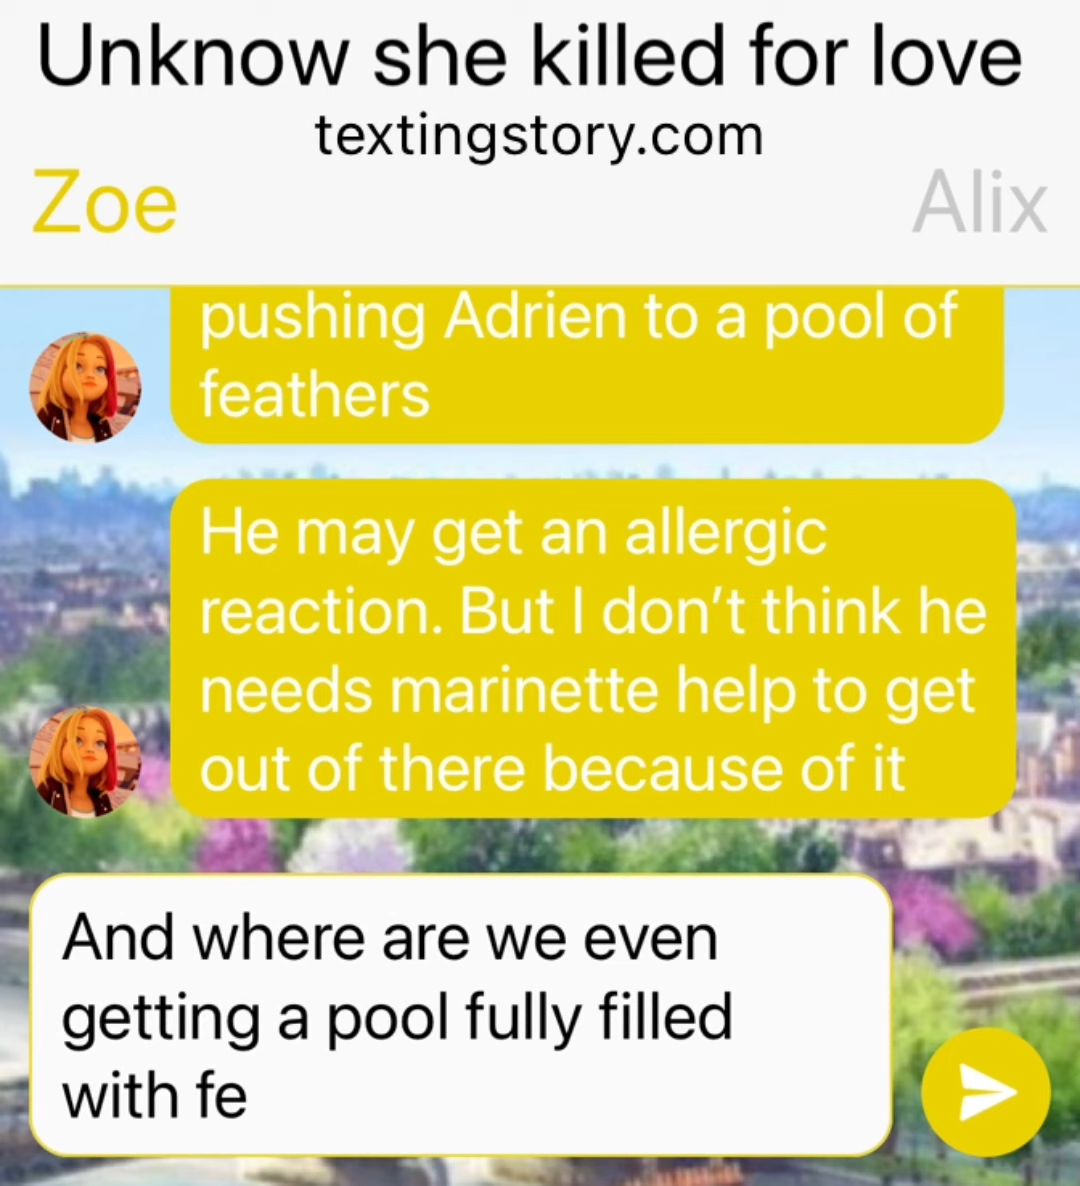 Unknow she killed for love
textingstory.com
Zoe
Alix
pushing Adrien to a pool of
feathers
He may get an allergic
reaction. But I don’t think he
needs marinette help to get
out of there because of it
And where are we even
getting a pool fully filled
with fe